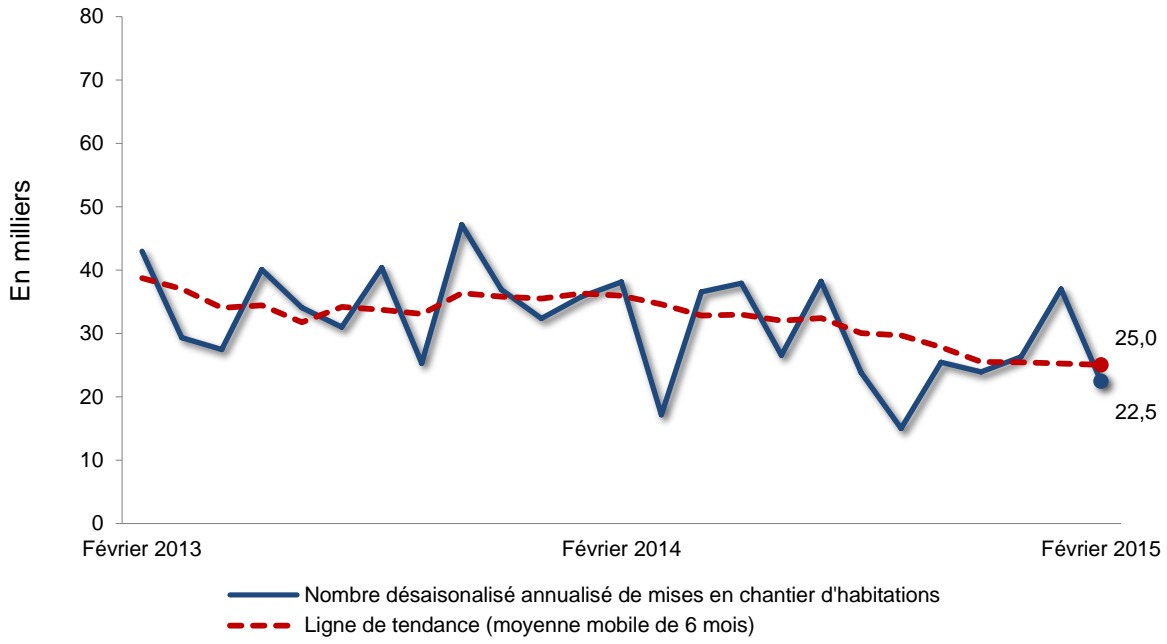 80
70
60
50
40
30
20
10
0
En milliers
25,0
22,5
Février 2013
Février 2014
Février 2015
Nombre désaisonalisé annualisé de mises en chantier d'habitations
Ligne de tendance (moyenne mobile de 6 mois)